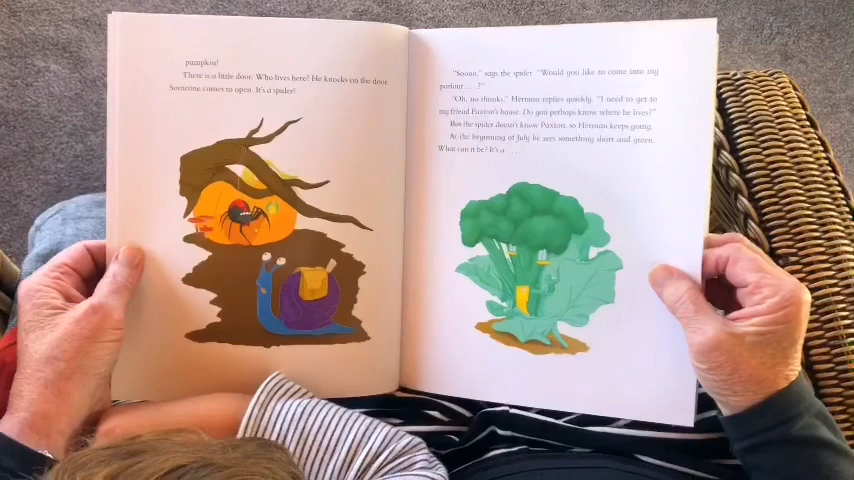 pumpkin!
There is a little door. Who lives here? He knocks on the door.
Someone comes to open. It's a spider!
"Soooo," says the spider. "Would you like to come into my
parlour . . .?"
"Oh, no thanks," Herman replies quickly. "I need to get to
my friend Paxton's house. Do you perhaps know where he lives?"
But the spider doesn't know Paxton, so Herman keeps going.
At the beginning of July he sees something short and green.
What can it be? It's a . . .